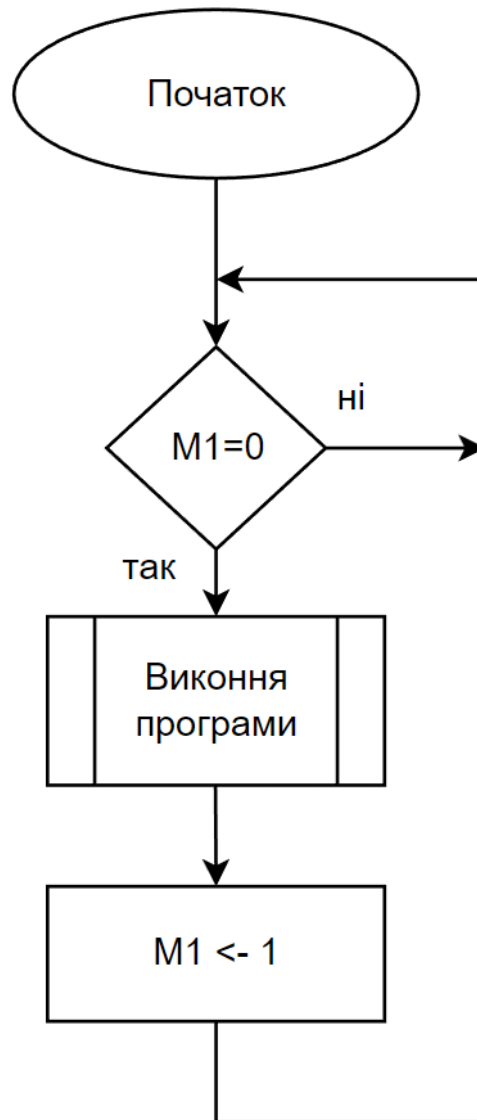 Початок
ні
M1=0
так
Виконня
програми
M1 <- 1